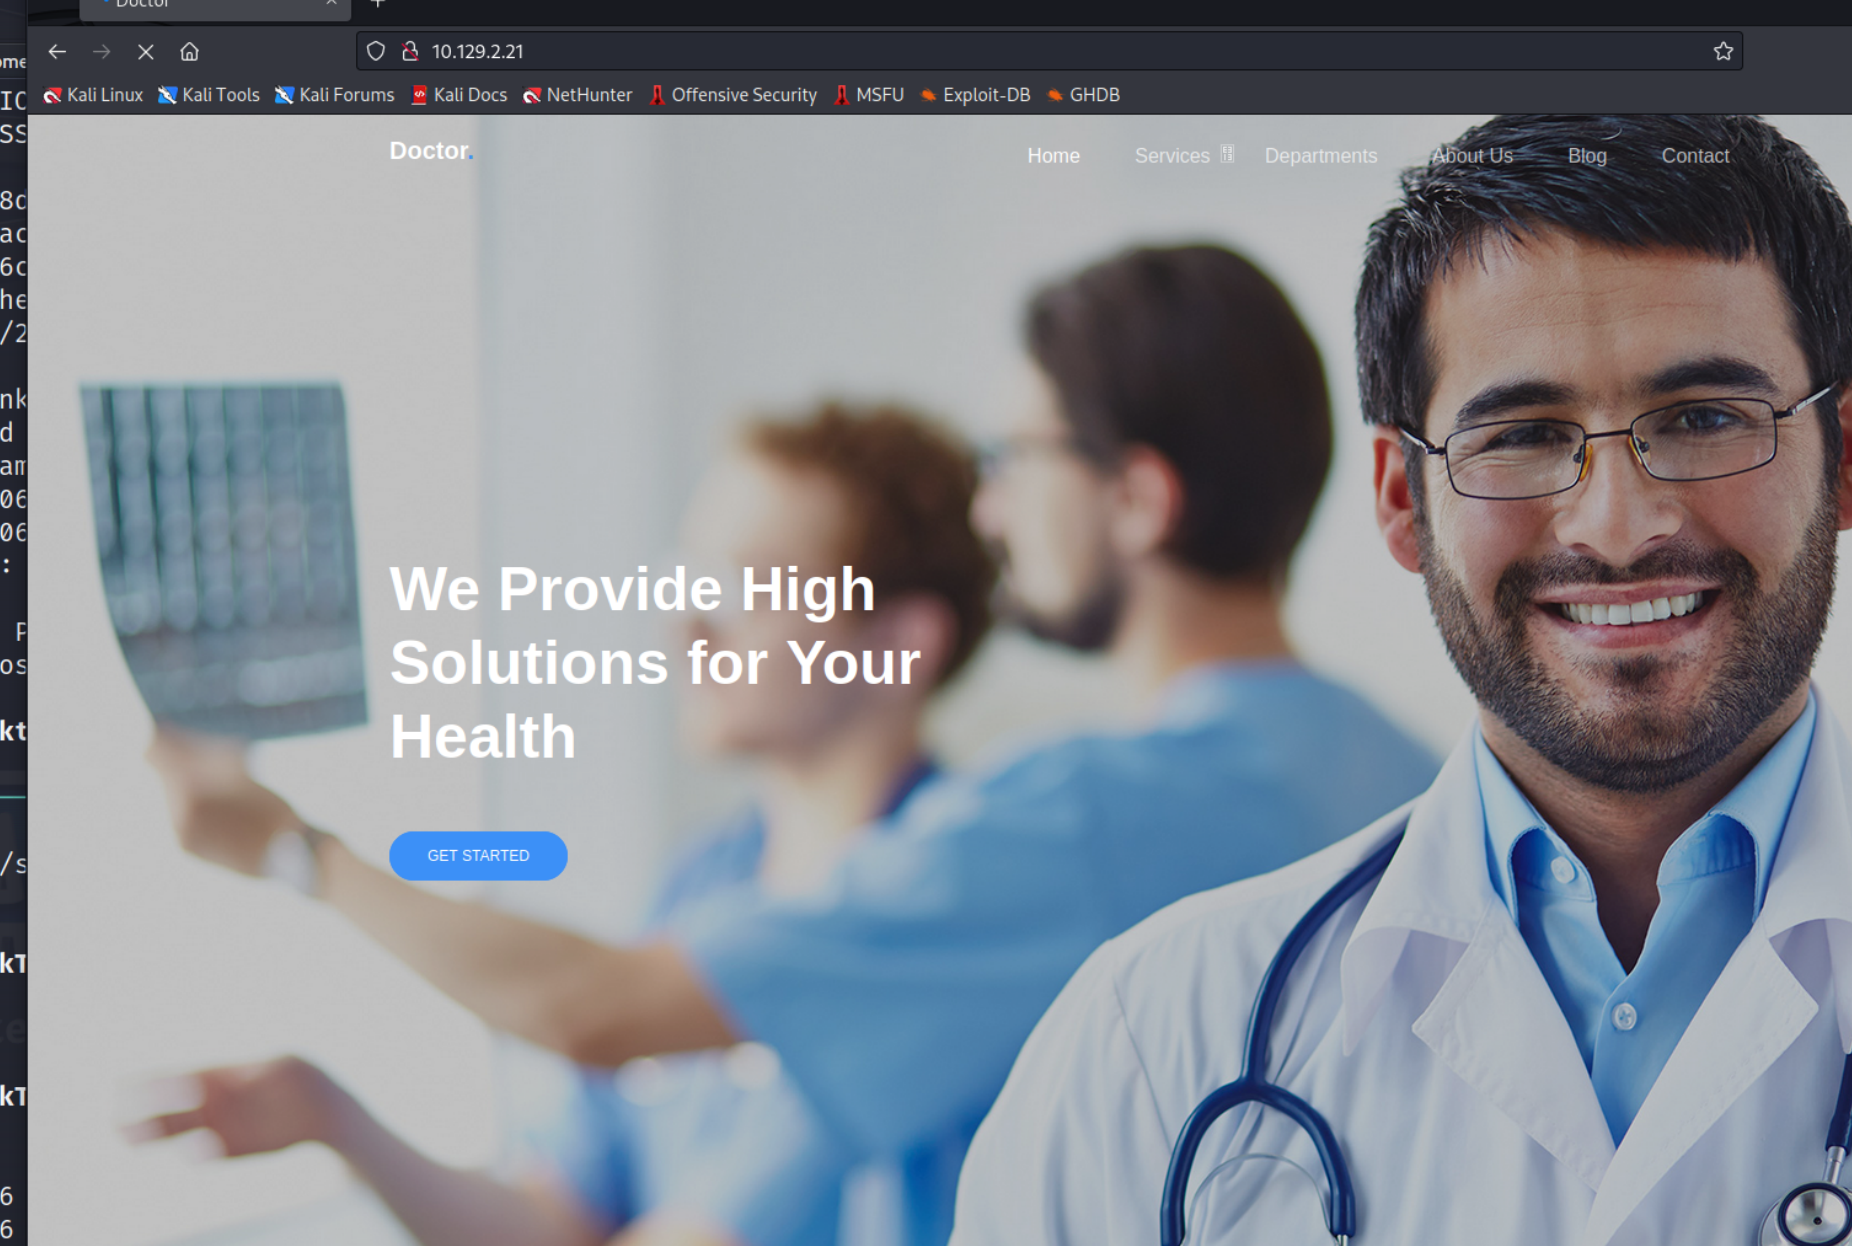 Doctor
10.129.2.21
Kali Linux Kali Tools Kali Forums Kali Docs NetHunter Offensive Security MSFU Exploit-DB GHDB
Doctor. Home Services Departments About Us Blog Contact
We Provide High
Solutions for Your
Health
GET STARTED